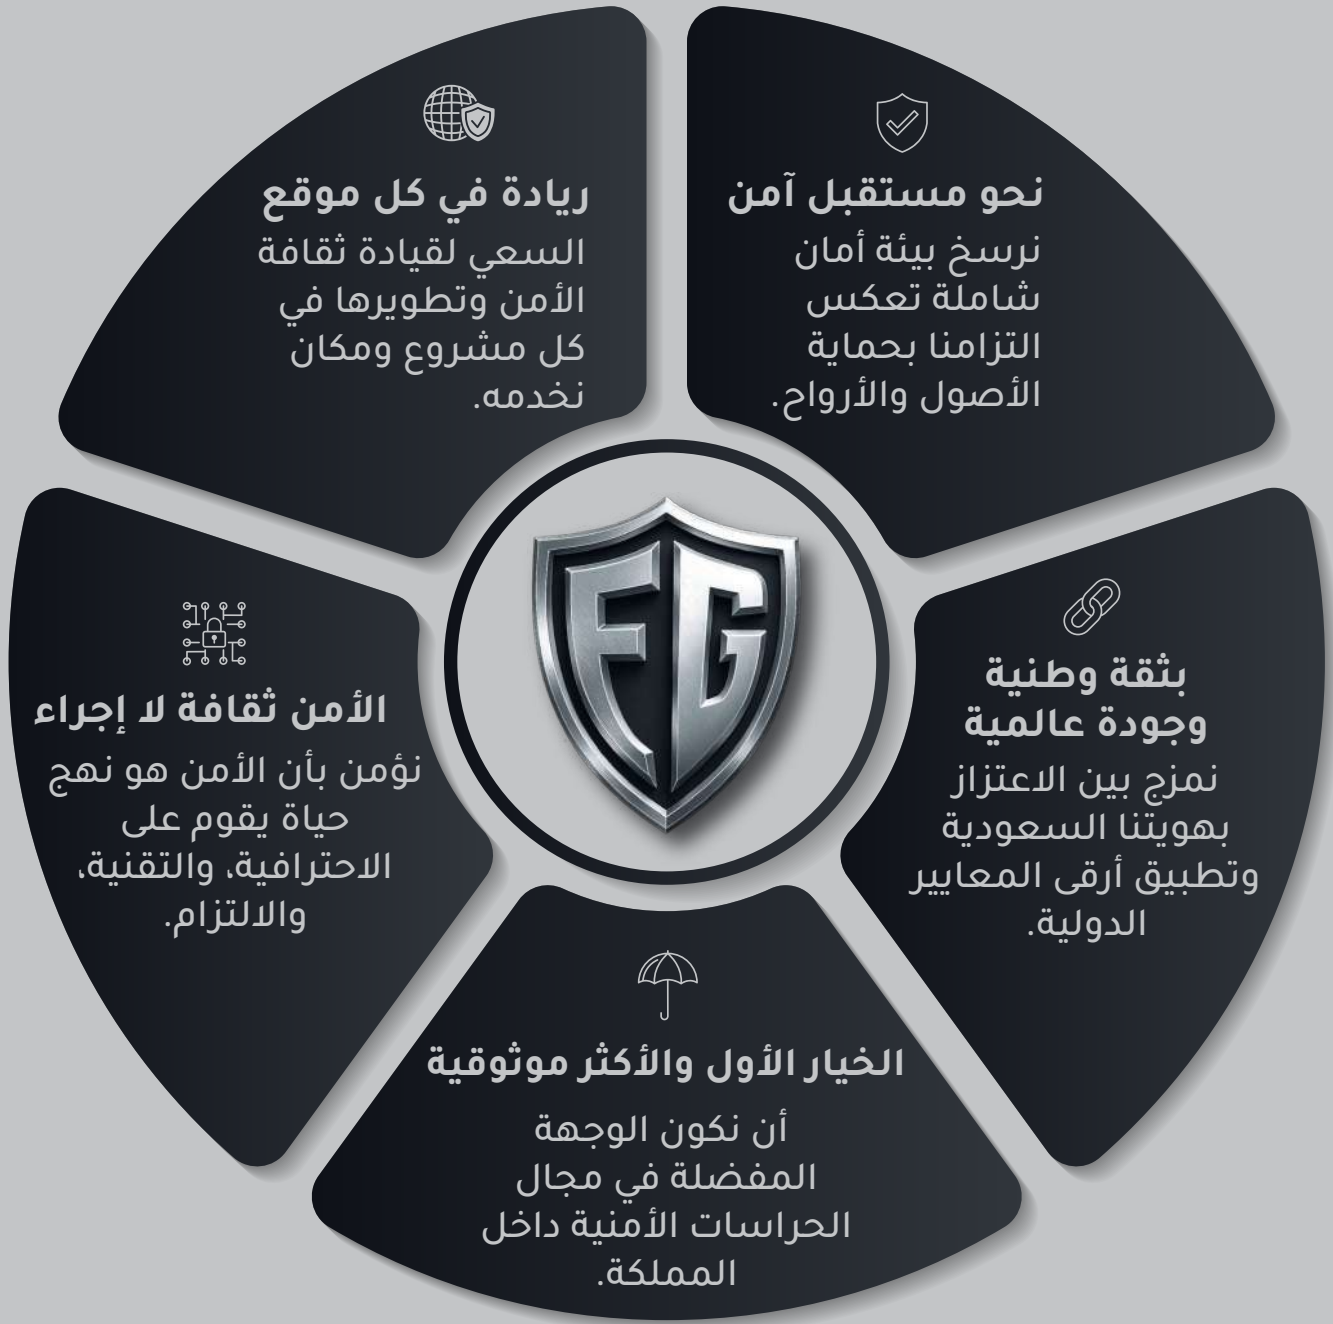 نحو مستقبل آمن
نرسخ بيئة أمان
شاملة تعكس
التزامنا بحماية
الأصول والأرواح.
ريادة في كل موقع
السعي لقيادة ثقافة
الأمن وتطويرها في
كل مشروع ومكان
نخدمه.
بثقة وطنية
وجودة عالمية
نمزج بين الاعتزاز
بهويتنا السعودية
وتطبيق أرقى المعايير
الدولية.
FG
الأمن ثقافة لا إجراء
نؤمن بأن الأمن هو نهج
حياة يقوم على
الاحترافية، والتقنية،
والالتزام.
الخيار الأول والأكثر موثوقية
أن نكون الوجهة
المفضلة في مجال
الحراسات الأمنية داخل
المملكة.